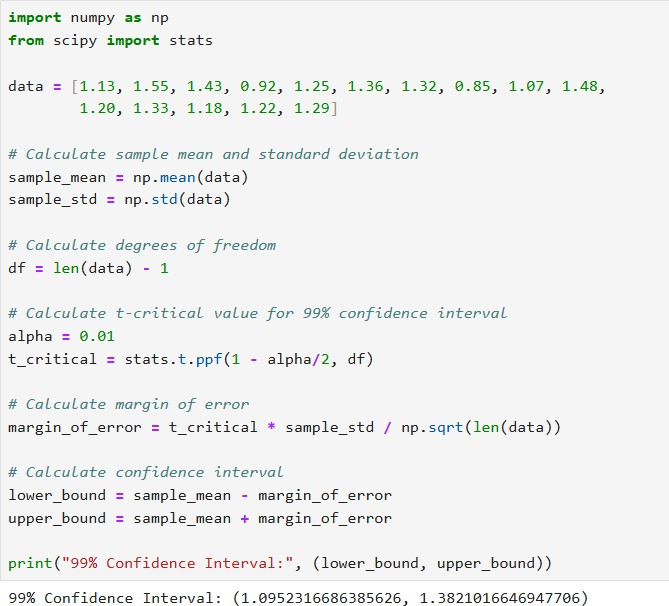 import numpy as np
from scipy import stats
data = [1.13, 1.55, 1.43, 0.92, 1.25, 1.36, 1.32, 0.85, 1.07, 1.48,
        1.20, 1.33, 1.18, 1.22, 1.29]
# Calculate sample mean and standard deviation
sample_mean = np.mean(data)
sample_std = np.std(data)
# Calculate degrees of freedom
df = len(data) - 1
# Calculate t-critical value for 99% confidence interval
alpha = 0.01
t_critical = stats.t.ppf(1 - alpha/2, df)
# Calculate margin of error
margin_of_error = t_critical * sample_std / np.sqrt(len(data))
# Calculate confidence interval
lower_bound = sample_mean - margin_of_error
upper_bound = sample_mean + margin_of_error
print("99% Confidence Interval:", (lower_bound, upper_bound))
99% Confidence Interval: (1.0952316686385626, 1.3821016646947706)